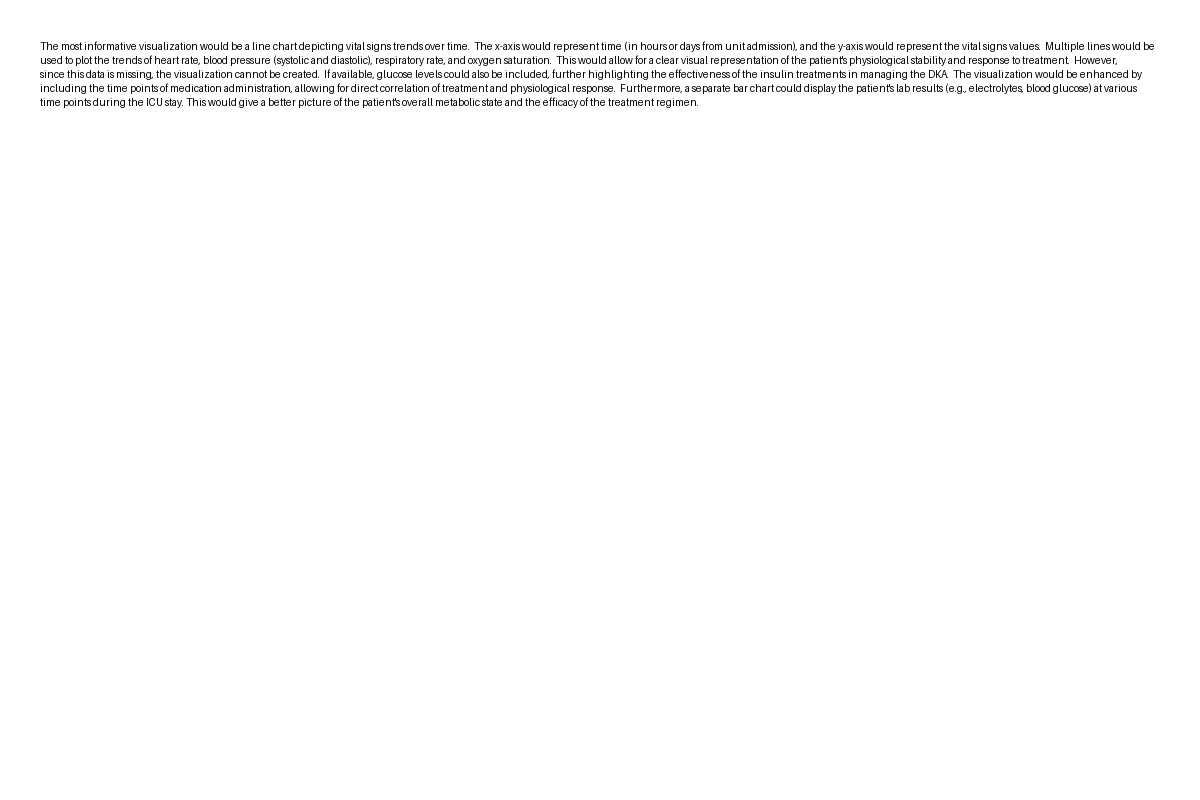 The most informative visualization would be a line chart depicting vital signs trends over time.  The x-axis would represent time (in hours or days from unit admission), and the y-axis would represent the vital signs values.  Multiple lines would be
used to plot the trends of heart rate, blood pressure (systolic and diastolic), respiratory rate, and oxygen saturation.  This would allow for a clear visual representation of the patient's physiological stability and response to treatment.  However,
since this data is missing, the visualization cannot be created.  If available, glucose levels could also be included, further highlighting the effectiveness of the insulin treatments in managing the DKA.  The visualization would be enhanced by
including the time points of medication administration, allowing for direct correlation of treatment and physiological response.  Furthermore, a separate bar chart could display the patient's lab results (e.g., electrolytes, blood glucose) at various
time points during the ICU stay. This would give a better picture of the patient's overall metabolic state and the efficacy of the treatment regimen.